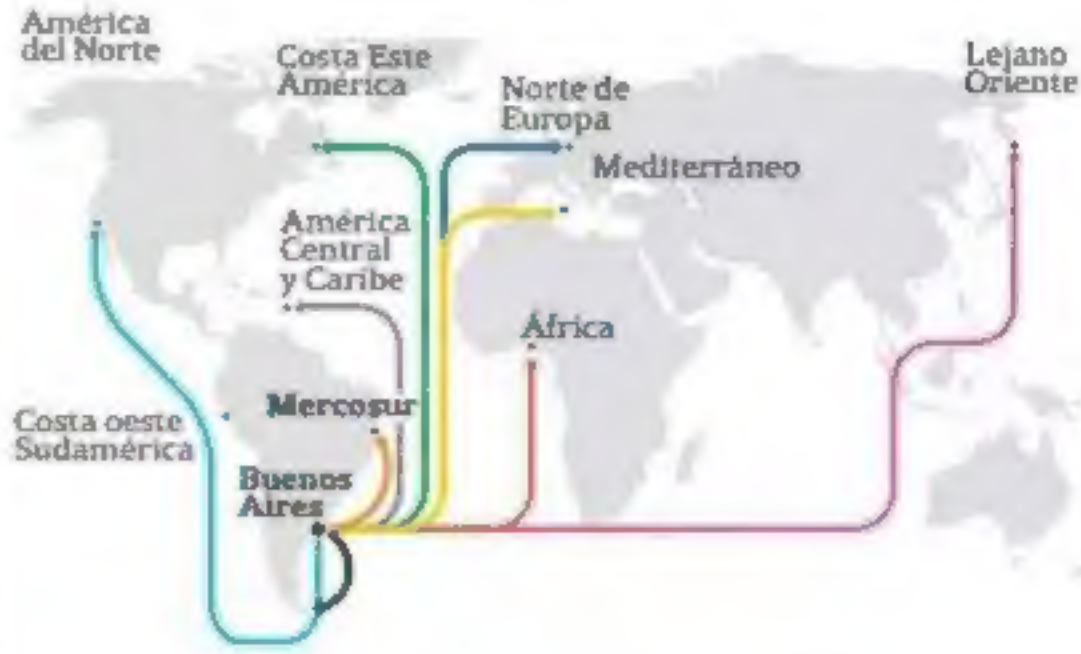 América
del Norte
Costa Este
América
Norte de
Europa
Lejano
Oriente
Mediterráneo
América
Central
y Caribe
África
Mercosur
Costa oeste
Sudamérica
Buenos
Aires